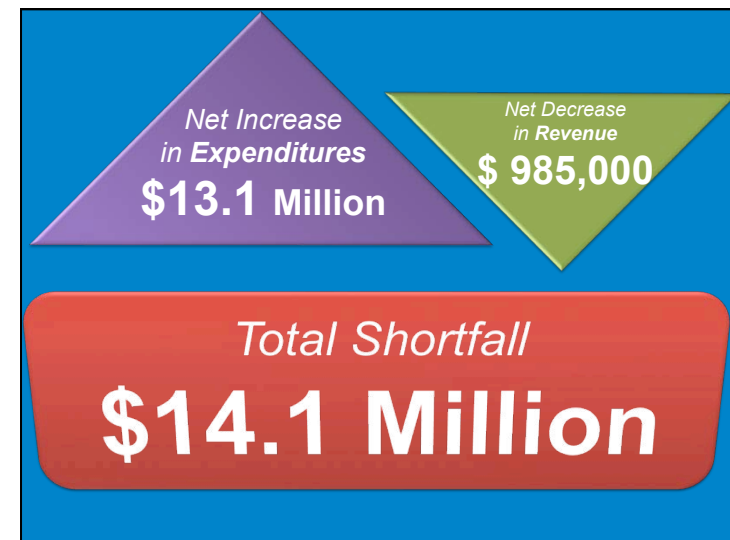 Net Increase
in Expenditures
$13.1 Million
Net Decrease
in Revenue
$ 985,000
Total Shortfall
$14.1 Million